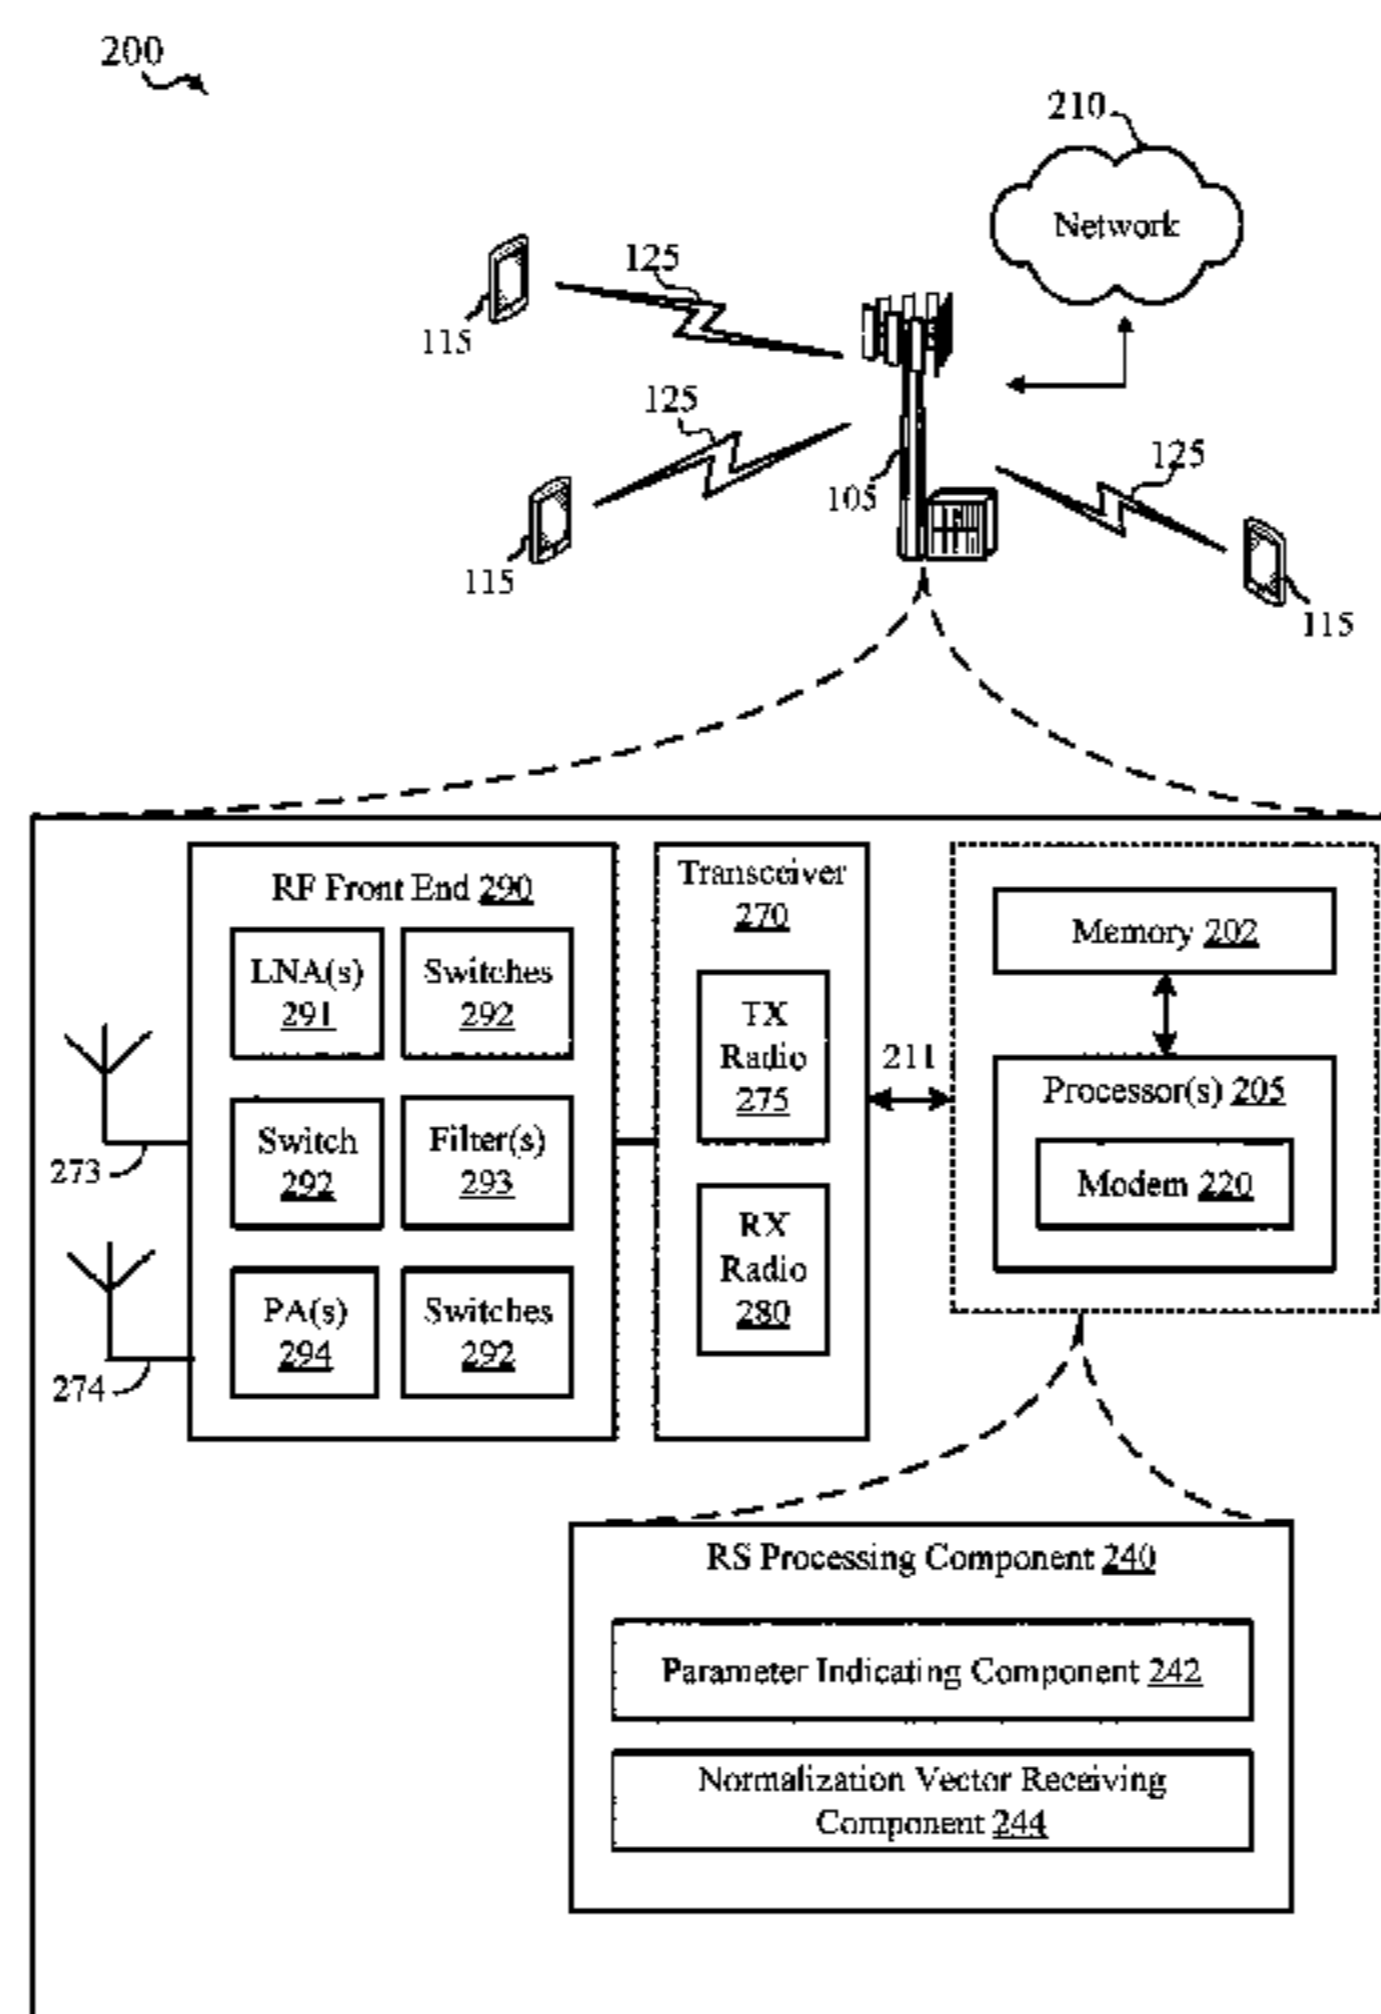 200
210
Network
125
115
125
105
125
115
115
RF Front End 290
LNA(s)
291
Switches
292
Switch
292
Filter(s)
293
PA(s)
294
Switches
292
273
274
Transceiver
270
TX
Radio
275
RX
Radio
280
211
Memory 202
Processor(s) 205
Modem 220
RS Processing Component 240
Parameter Indicating Component 242
Normalization Vector Receiving
Component 244